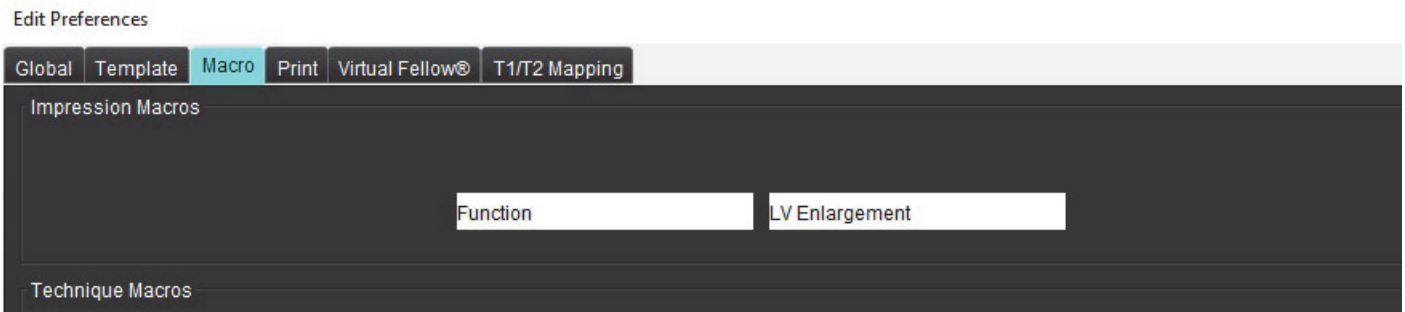 Edit Preferences
Global Template Macro Print Virtual Fellow® T1/T2 Mapping
Impression Macros
Function LV Enlargement
Technique Macros